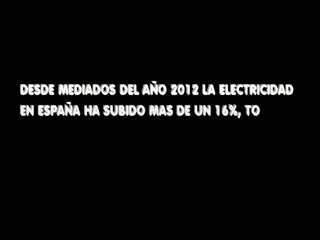 DESDE MEDIADOS DEL AÑO 2012 LA ELECTRICIDAD
EN ESPAÑA HA SUBIDO MAS DE UN 16%, TO